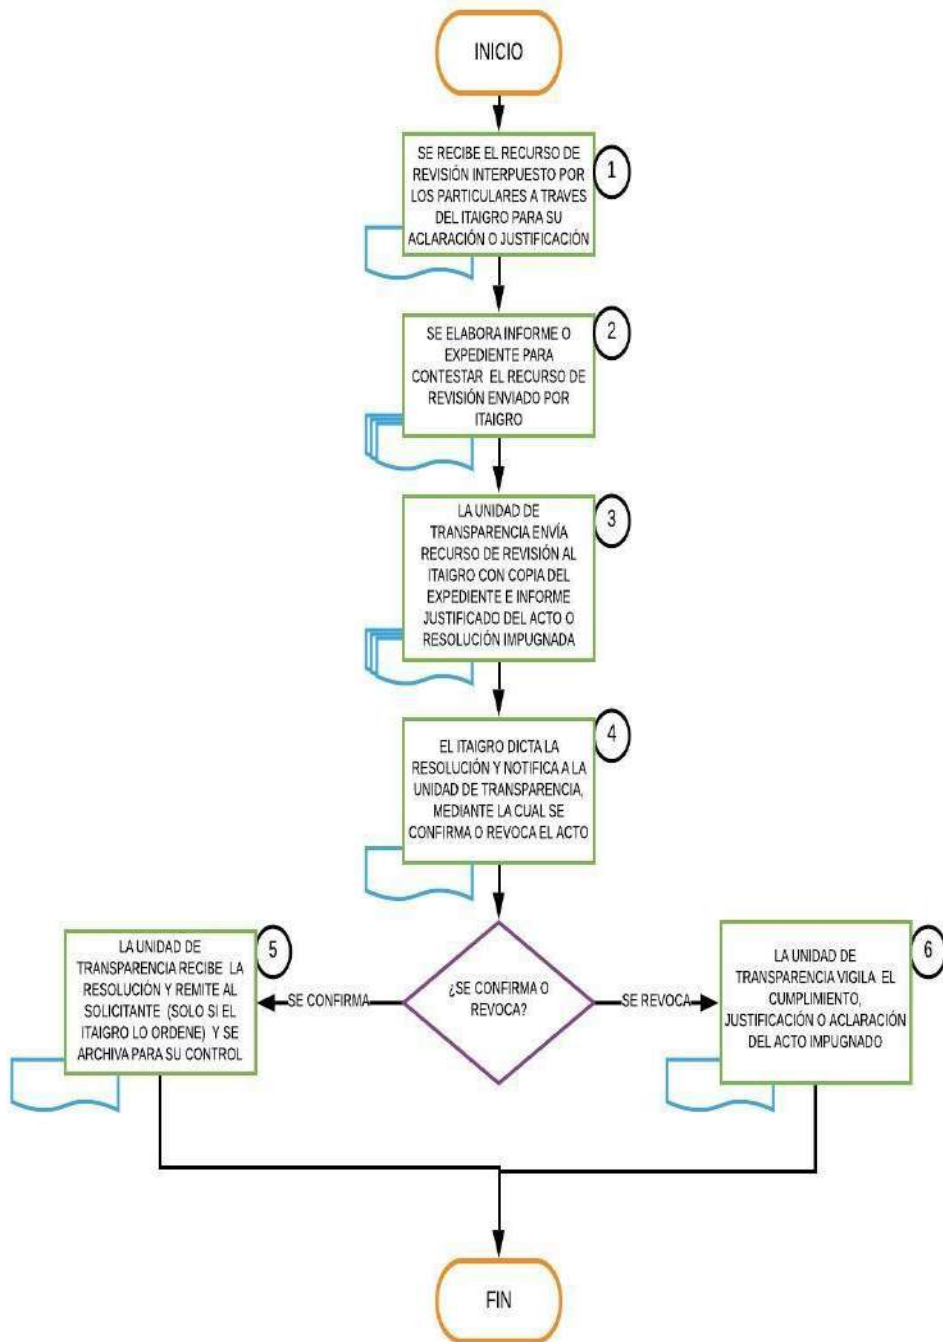 INICIO
SE RECIBE EL RECURSO DE
REVISIÓN INTERPUESTO POR
LOS PARTICULARES A TRAVES
DEL ITAIGRO PARA SU
ACLARACIÓN O JUSTIFICACIÓN
1
SE ELABORA INFORME O
EXPEDIENTE PARA
CONTESTAR EL RECURSO DE
REVISIÓN ENVIADO POR
ITAIGRO
2
LA UNIDAD DE
TRANSPARENCIA ENVÍA
RECURSO DE REVISIÓN AL
ITAIGRO CON COPIA DEL
EXPEDIENTE E INFORME
JUSTIFICADO DEL ACTO O
RESOLUCIÓN IMPUGNADA
3
EL ITAIGRO DICTA LA
RESOLUCIÓN Y NOTIFICA A LA
UNIDAD DE TRANSPARENCIA,
MEDIANTE LA CUAL SE
CONFIRMA O REVOCA EL ACTO
4
¿SE CONFIRMA O
REVOCA?
SE CONFIRMA
LA UNIDAD DE
TRANSPARENCIA RECIBE LA
RESOLUCIÓN Y REMITE AL
SOLICITANTE (SOLO SI EL
ITAIGRO LO ORDENE) Y SE
ARCHIVA PARA SU CONTROL
5
SE REVOCA
LA UNIDAD DE
TRANSPARENCIA VIGILA EL
CUMPLIMIENTO,
JUSTIFICACIÓN O ACLARACIÓN
DEL ACTO IMPUGNADO
6
FIN